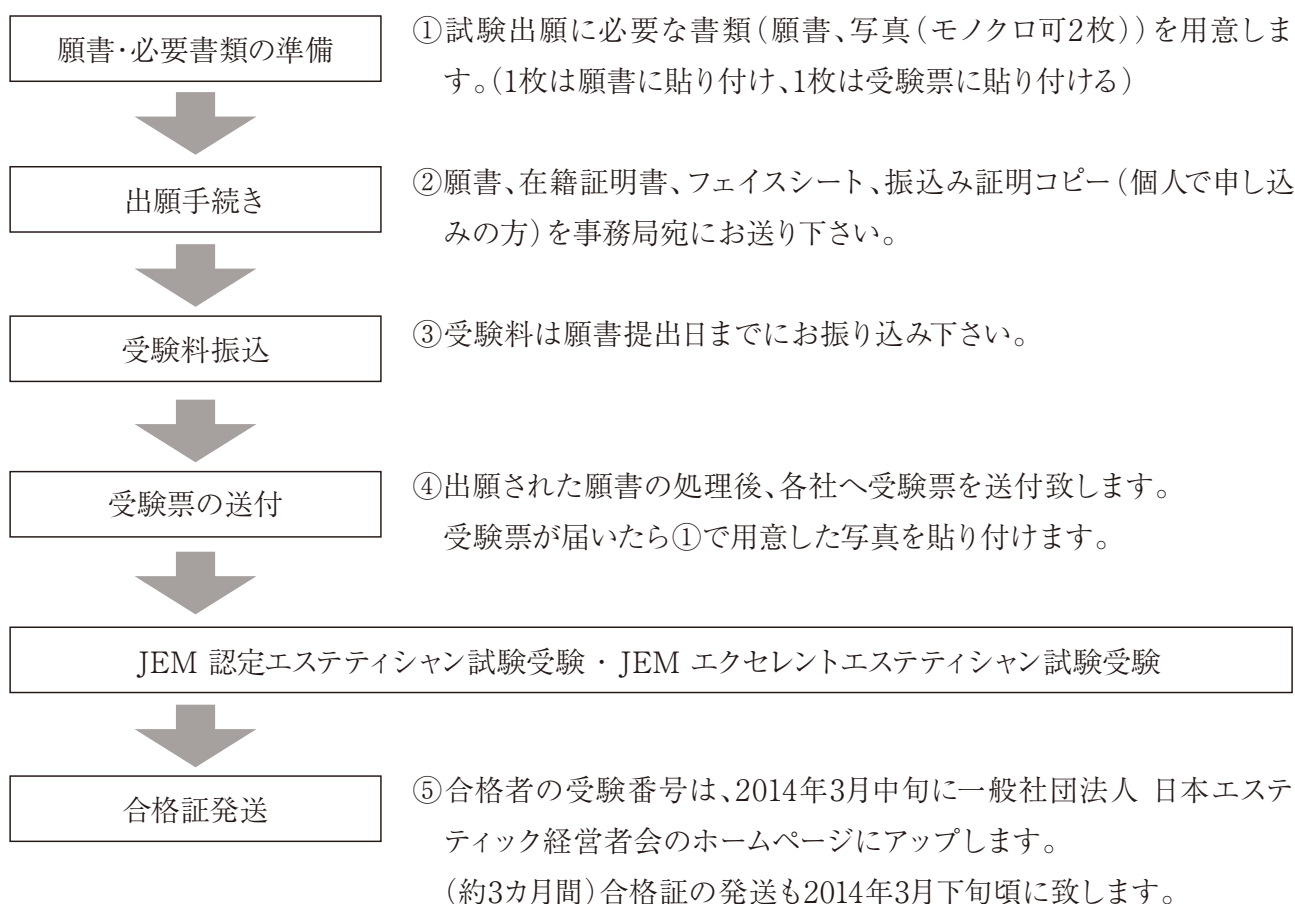 願書・必要書類の準備
①試験出願に必要な書類(願書、写真(モノクロ可2枚))を用意しま
す。(1枚は願書に貼り付け、1枚は受験票に貼り付ける)
出願手続き
②願書、在籍証明書、フェイスシート、振込み証明コピー(個人で申し込
みの方)を事務局宛にお送り下さい。
受験料振込
③受験料は願書提出日までにお振り込み下さい。
受験票の送付
④出願された願書の処理後、各社へ受験票を送付致します。
受験票が届いたら①で用意した写真を貼り付けます。
JEM 認定エステティシャン試験受験・JEM エクセレントエステティシャン試験受験
合格証発送
⑤合格者の受験番号は、2014年3月中旬に一般社団法人 日本エステ
ティック経営者会のホームページにアップします。
(約3カ月間)合格証の発送も2014年3月下旬頃に致します。